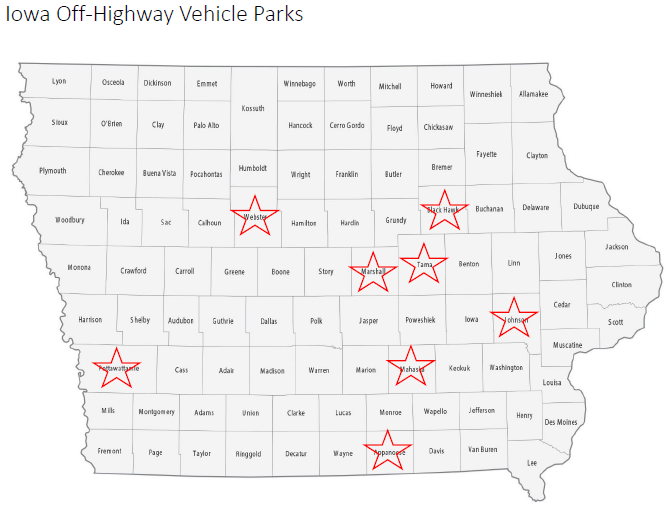 Iowa Off-Highway Vehicle Parks
Lyon Osceola Dickinson Emmet Kossuth Winnebago Worth Mitchell Howard Winneshiek Allamakee
Sioux O'Brien Clay Palo Alto Hancock Cerro Gordo Floyd Chickasaw
Plymouth Cherokee Buena Vista Pocahontas Humboldt Wright Franklin Butler Bremer Fayette Clayton
Woodbury Ida Sac Calhoun Webster Hamilton Hardin Grundy Black Hawk Buchanan Delaware Dubuque
Monona Crawford Carroll Greene Boone Story Marshall Tama Benton Linn Jones Jackson
Clinton
Harrison Shelby Audubon Guthrie Dallas Polk Jasper Poweshiek Iowa Johnson Cedar Scott
Muscatine
Pottawattamie Cass Adair Madison Warren Marion Mahaska Keokuk Washington Louisa
Mills Montgomery Adams Union Clarke Lucas Monroe Wapello Jefferson Henry Des Moines
Fremont Page Taylor Ringgold Decatur Wayne Appanoose Davis Van Buren Lee